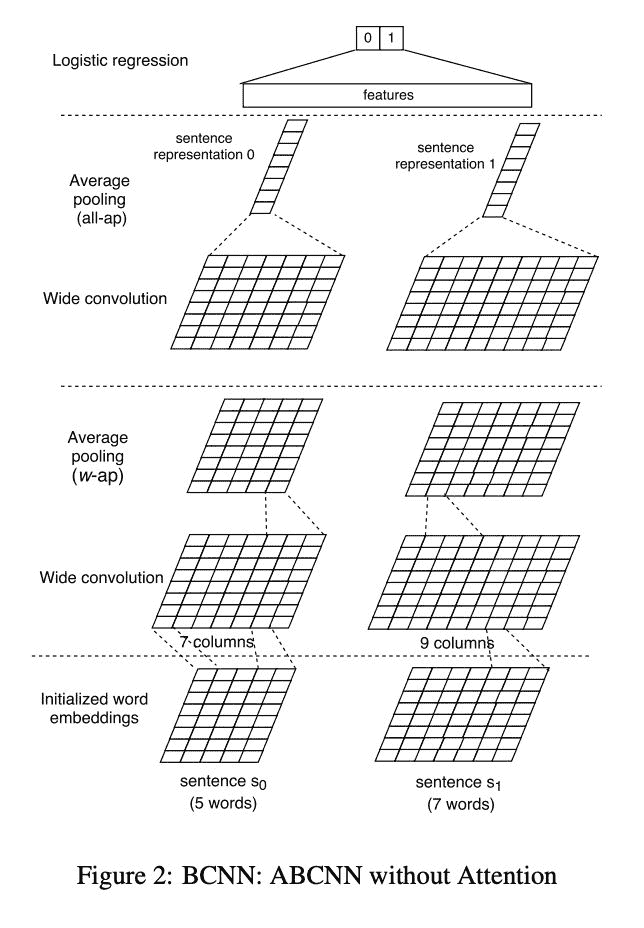 0 1
Logistic regression
features
sentence
representation 0
sentence
representation 1
Average
pooling
(all-ap)
Wide convolution
Average
pooling
(w-ap)
Wide convolution
7 columns
9 columns
Initialized word
embeddings
sentence s0
(5 words)
sentence s1
(7 words)
Figure 2: BCNN: ABCNN without Attention